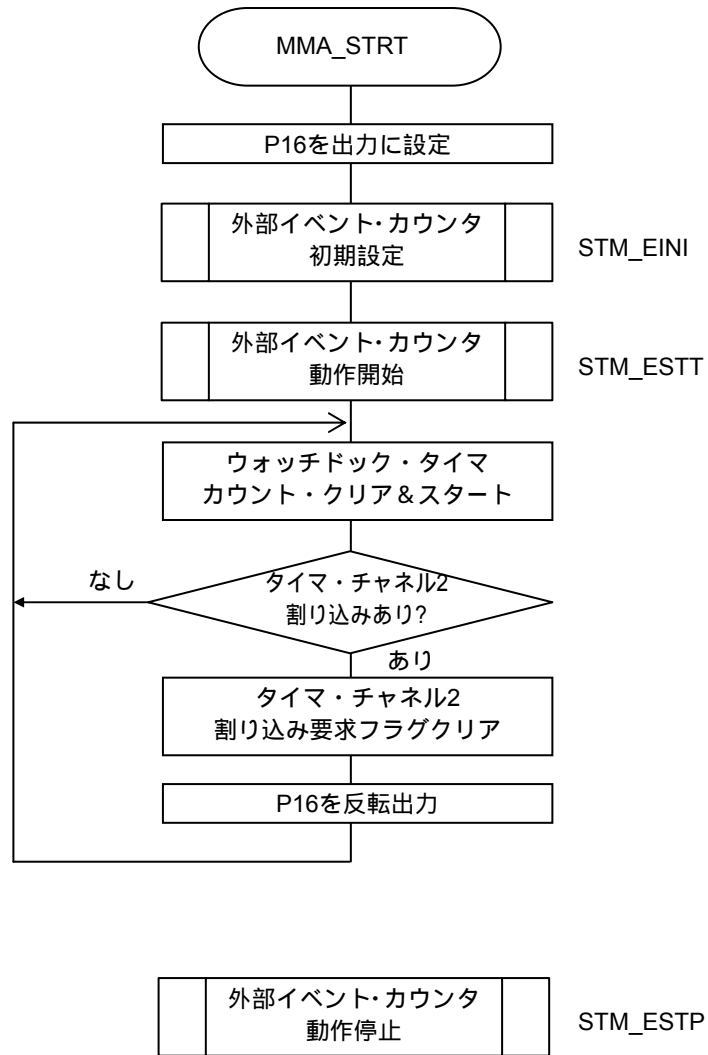 MMA_STRT
P16を出力に設定
外部イベント・カウンタ
初期設定
STM_EINI
外部イベント・カウンタ
動作開始
STM_ESTT
ウォッチドック・タイマ
カウント・クリア＆スタート
なし
タイマ・チャネル2
割り込みあり?
あり
タイマ・チャネル2
割り込み要求フラグクリア
P16を反転出力
外部イベント・カウンタ
動作停止
STM_ESTP